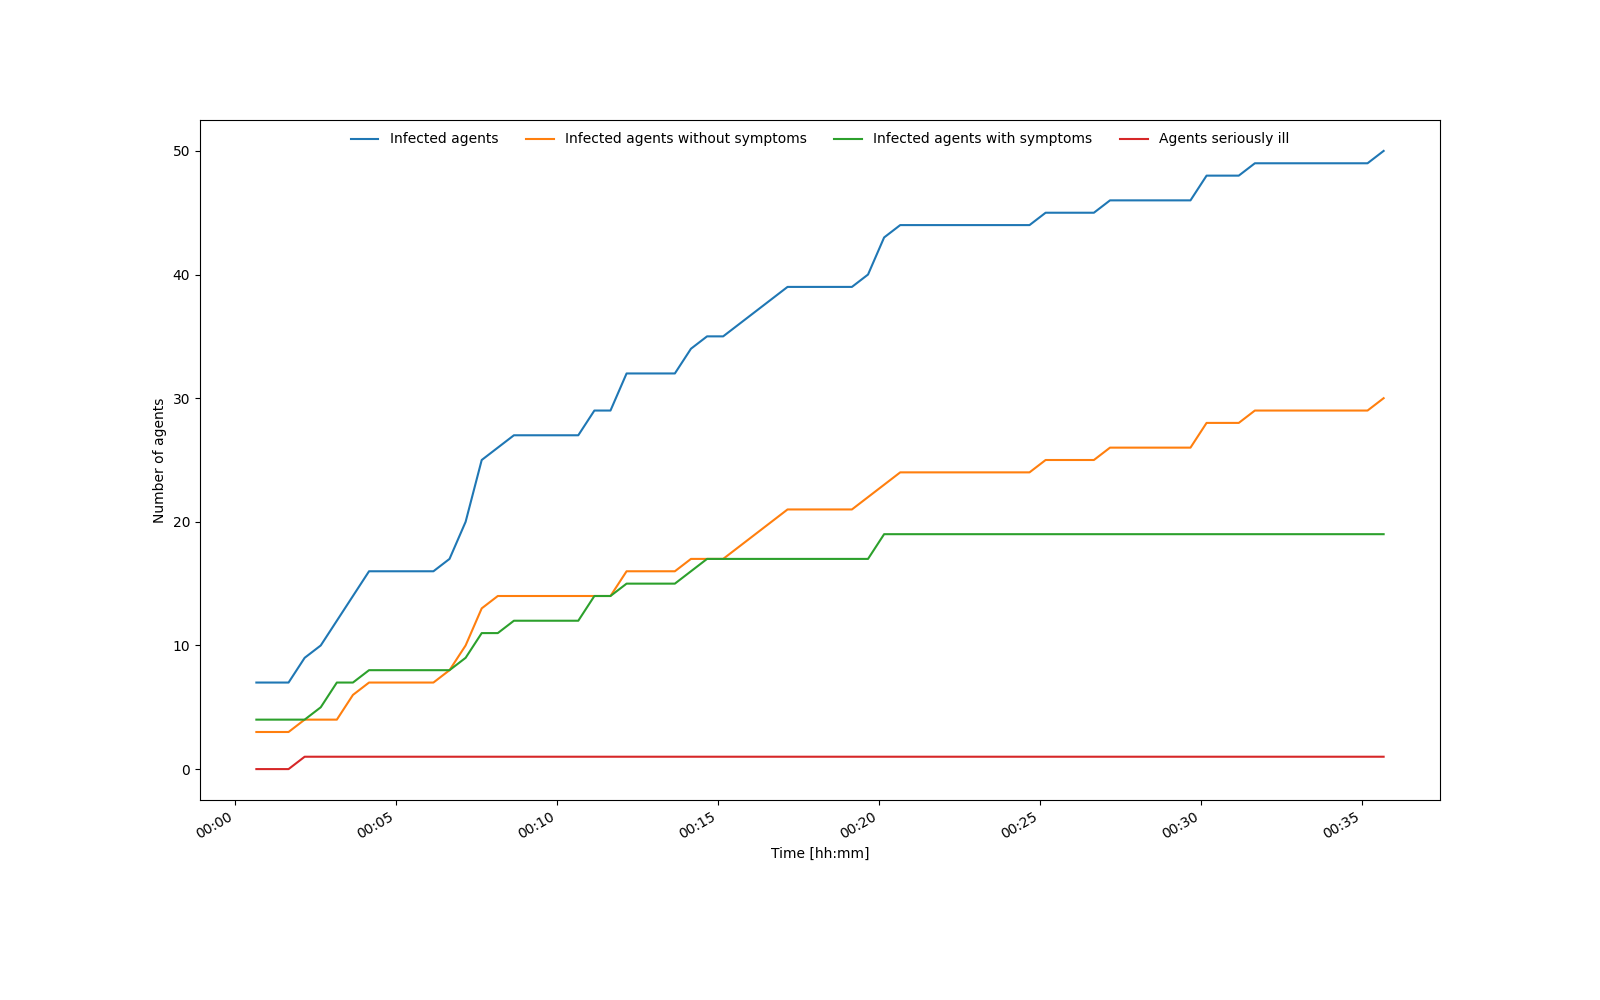 Infected agents Infected agents without symptoms Infected agents with symptoms Agents seriously ill
50
40
30
20
10
0
Number of agents
00:00 00:05 00:10 00:15 00:20 00:25 00:30 00:35
Time [hh:mm]